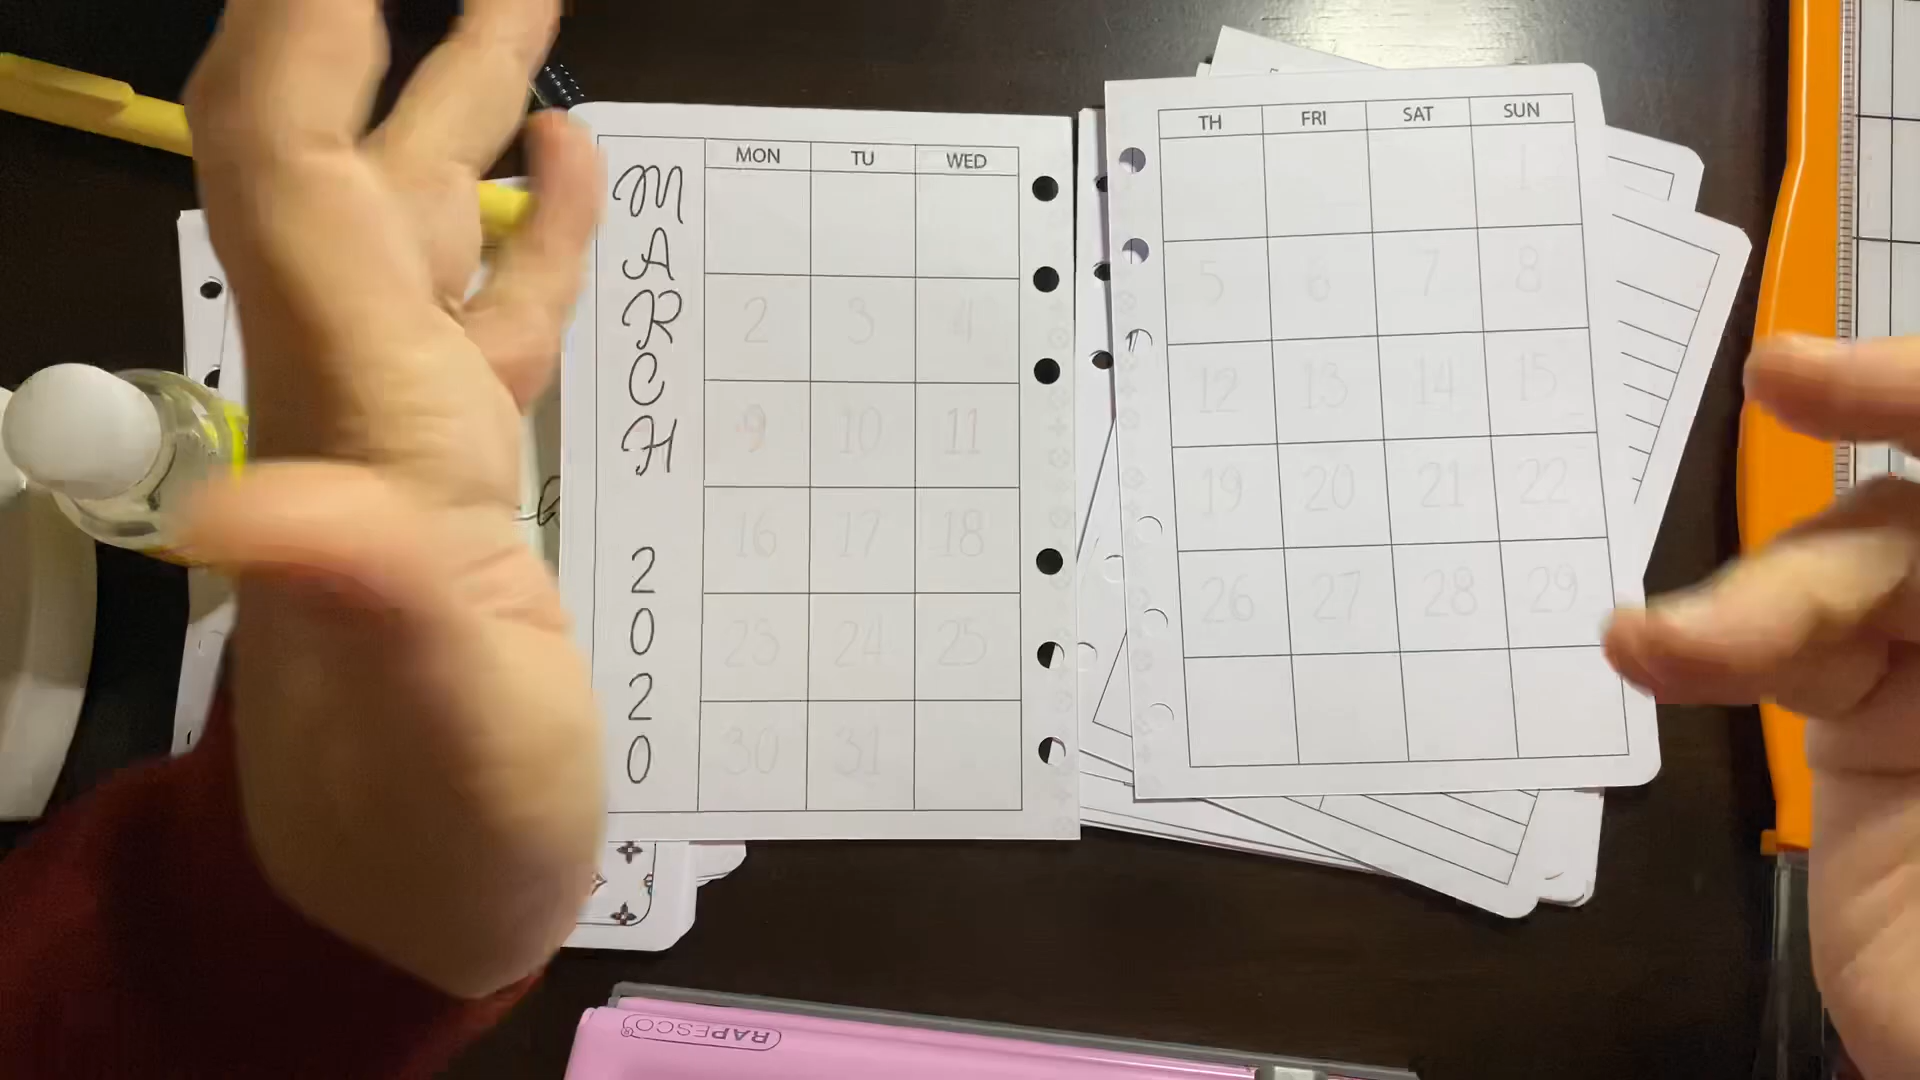 MARCH
2020
MON TU WED
2 3 4
9 10 11
16 17 18
23 24 25
30 31
TH FRI SAT SUN
1
5 6 7 8
12 13 14 15
19 20 21 22
26 27 28 29
RAPESCO®